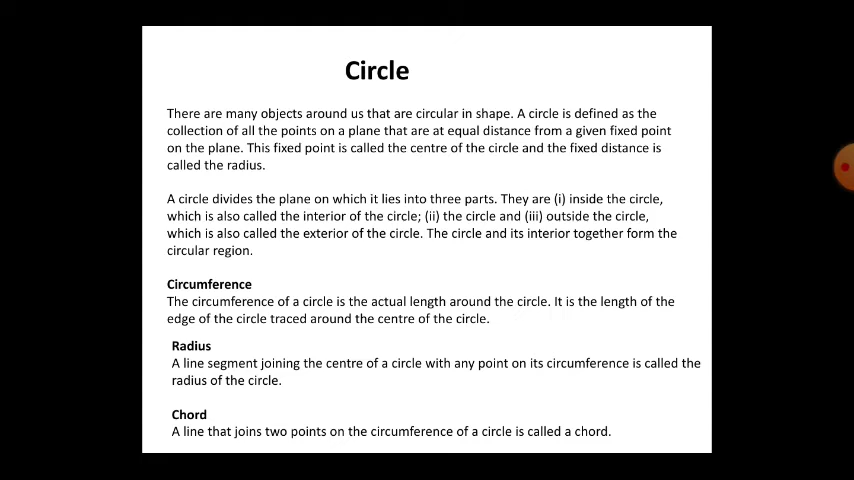 Circle
There are many objects around us that are circular in shape. A circle is defined as the
collection of all the points on a plane that are at equal distance from a given fixed point
on the plane. This fixed point is called the centre of the circle and the fixed distance is
called the radius.
A circle divides the plane on which it lies into three parts. They are (i) inside the circle,
which is also called the interior of the circle; (ii) the circle and (iii) outside the circle,
which is also called the exterior of the circle. The circle and its interior together form the
circular region.
Circumference
The circumference of a circle is the actual length around the circle. It is the length of the
edge of the circle traced around the centre of the circle.
Radius
A line segment joining the centre of a circle with any point on its circumference is called the
radius of the circle.
Chord
A line that joins two points on the circumference of a circle is called a chord.